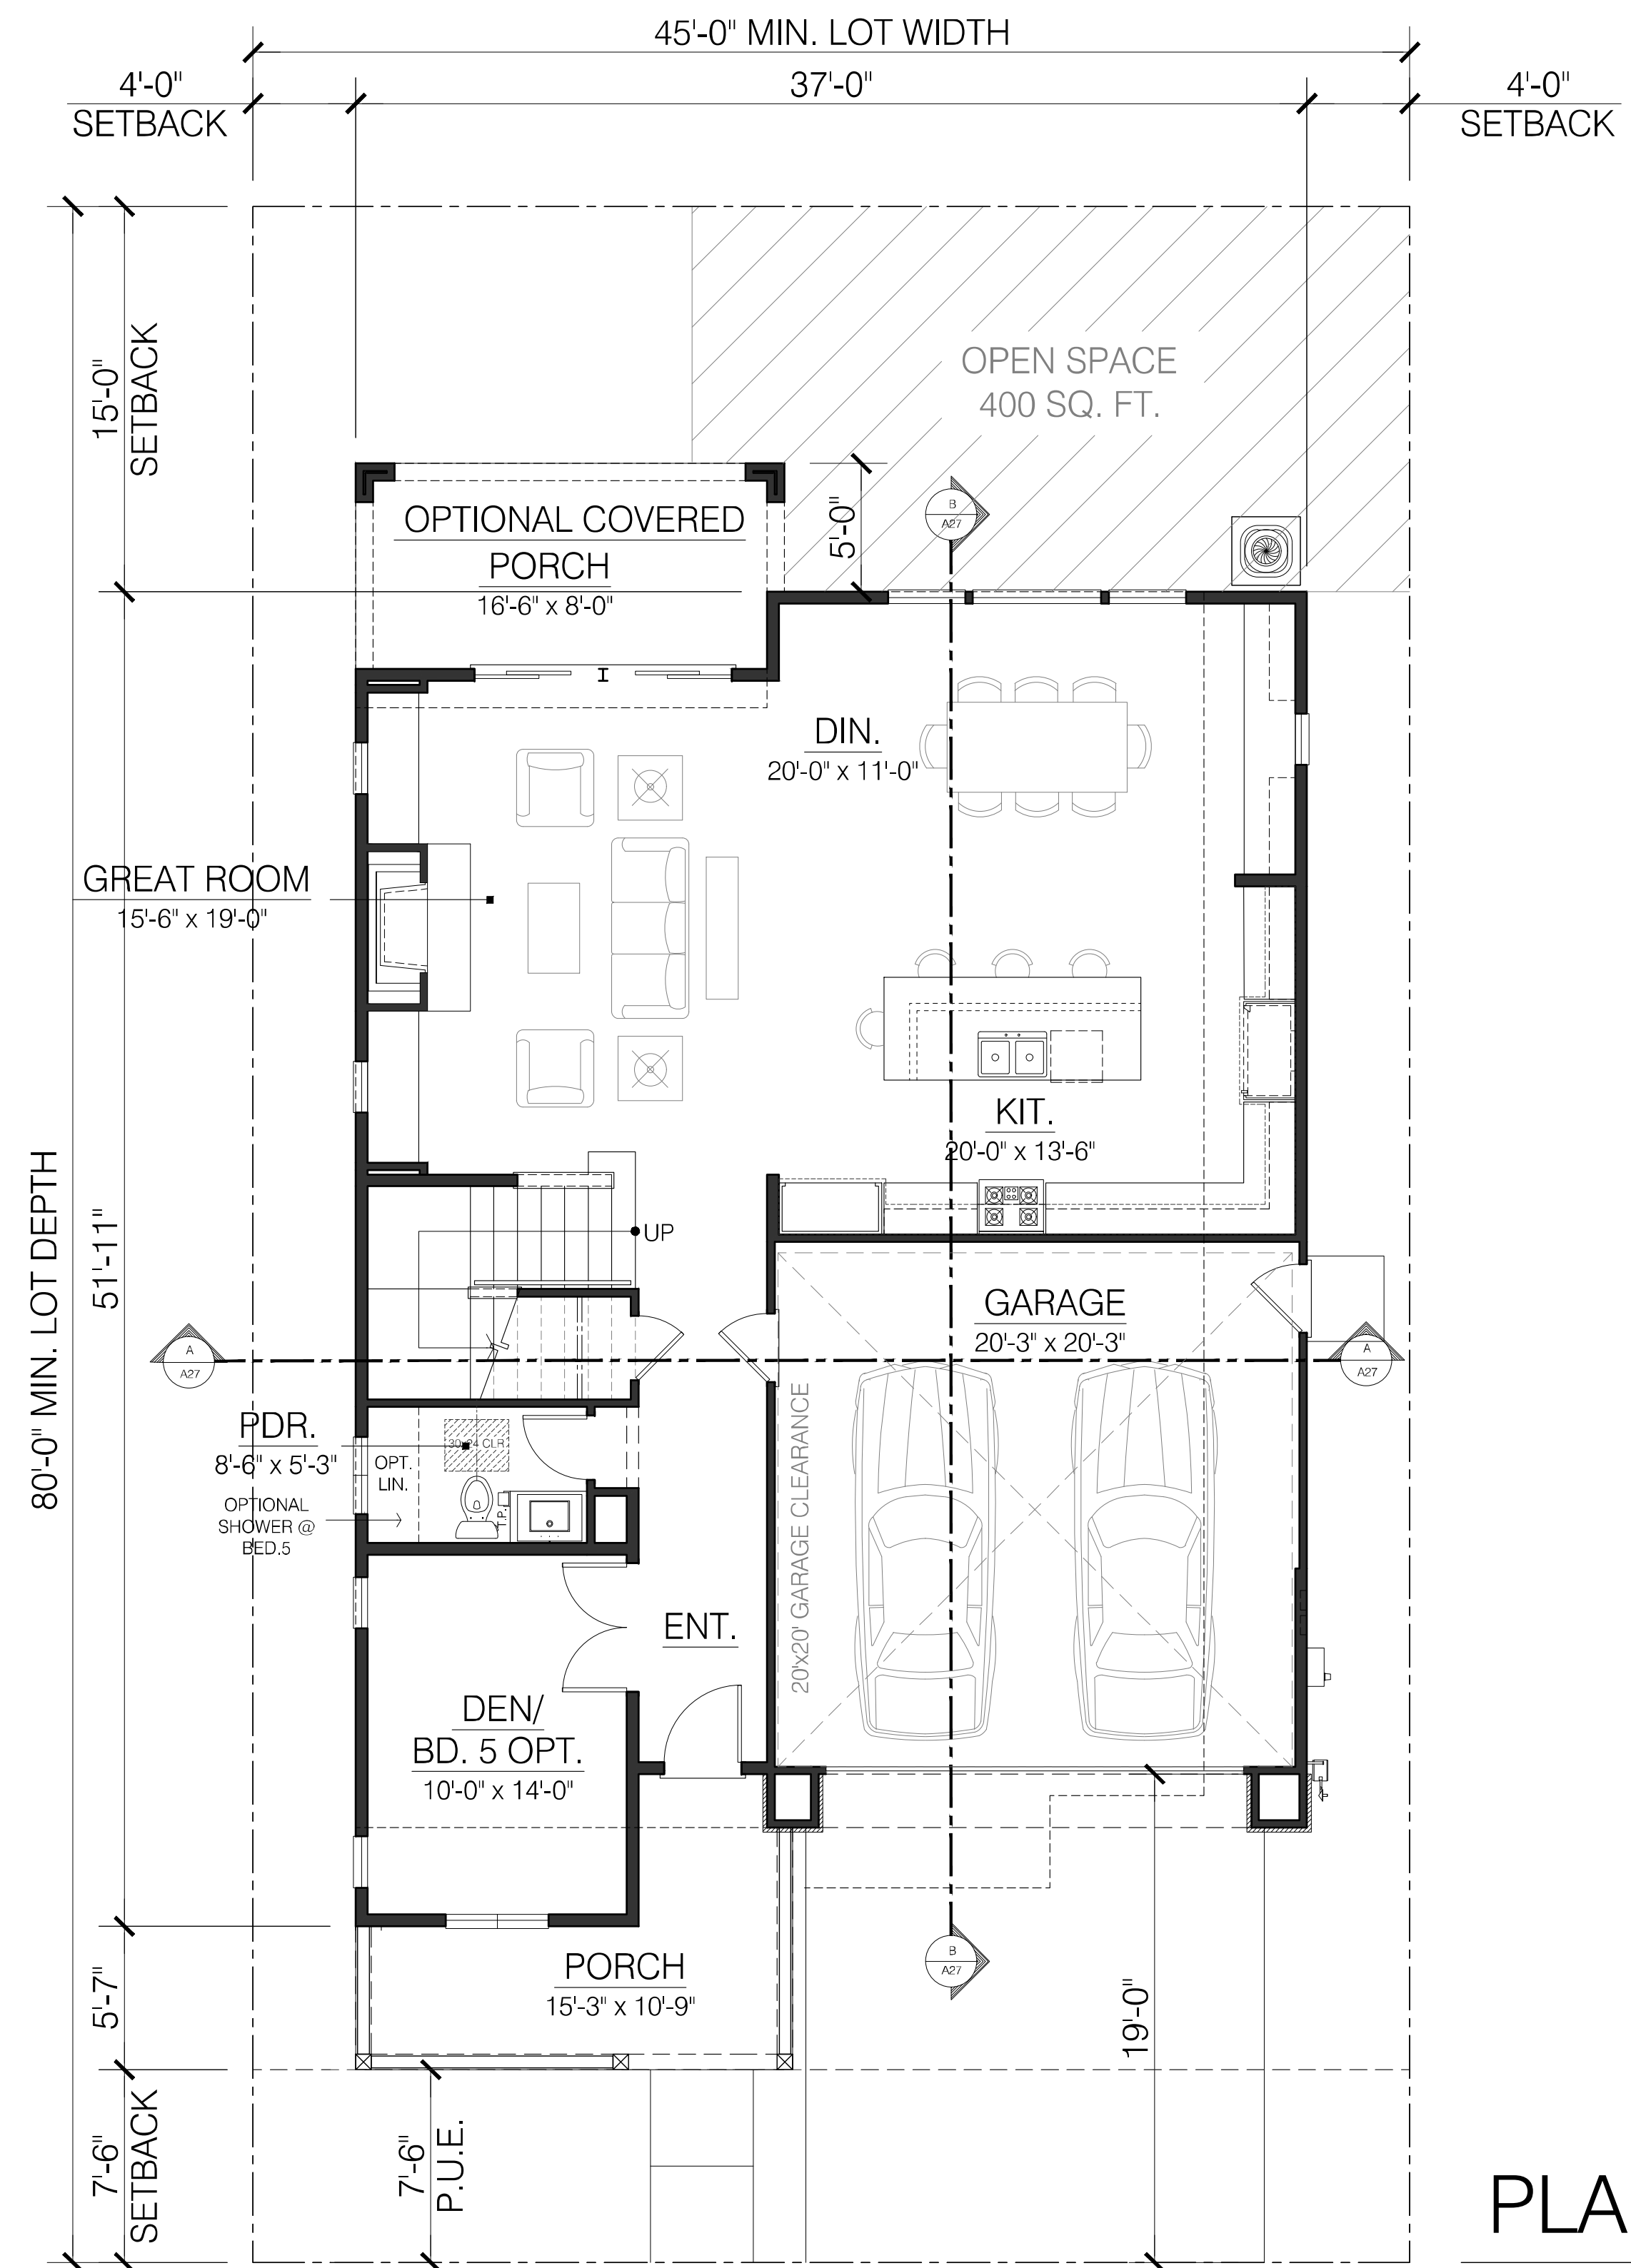 45'-0" MIN. LOT WIDTH
4'-0"
SETBACK
37'-0"
4'-0"
SETBACK
15'-0"
SETBACK
OPEN SPACE
400 SQ. FT.
OPTIONAL COVERED
PORCH
16'-6" x 8'-0"
5'-0"
B
A27
DIN.
20'-0" x 11'-0"
GREAT ROOM
15'-6" x 19'-0"
KIT.
20'-0" x 13'-6"
80'-0" MIN. LOT DEPTH
51'-11"
UP
GARAGE
20'-3" x 20'-3"
A
A27
A
A27
20'x20' GARAGE CLEARANCE
PDR.
8'-6" x 5'-3"
30x24 CLR
OPT.
LIN.
T.P.
OPTIONAL
SHOWER @
BED.5
ENT.
DEN/
BD. 5 OPT.
10'-0" x 14'-0"
B
A27
PORCH
15'-3" x 10'-9"
5'-7"
19'-0"
7'-6"
SETBACK
7'-6"
P.U.E.
PLA